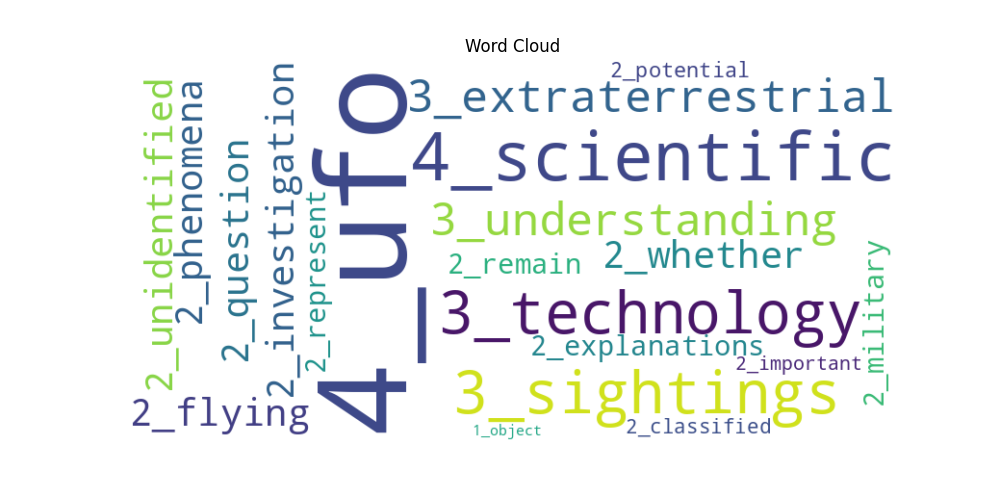 Word Cloud
2_unidentified
2_phenomena
2_question
2_investigation
2_represent
2_flying
4_ufo
2_potential
3_extraterrestrial
4_scientific
3_understanding
2_remain
2_whether
3_technology
2_explanations
2_important
2_military
3_sightings
1_object
2_classified